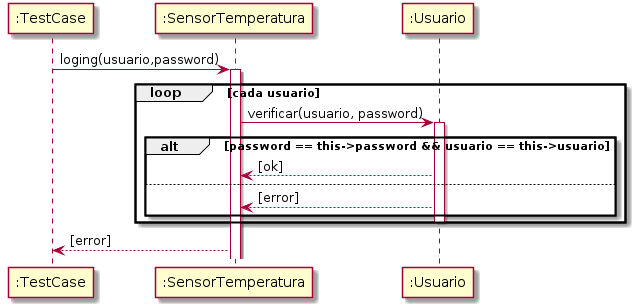 :TestCase :SensorTemperatura :Usuario
loging(usuario,password)
loop [cada usuario]
verificar(usuario, password)
alt [password == this->password && usuario == this->usuario]
[ok]
[error]
[error]
:TestCase :SensorTemperatura :Usuario